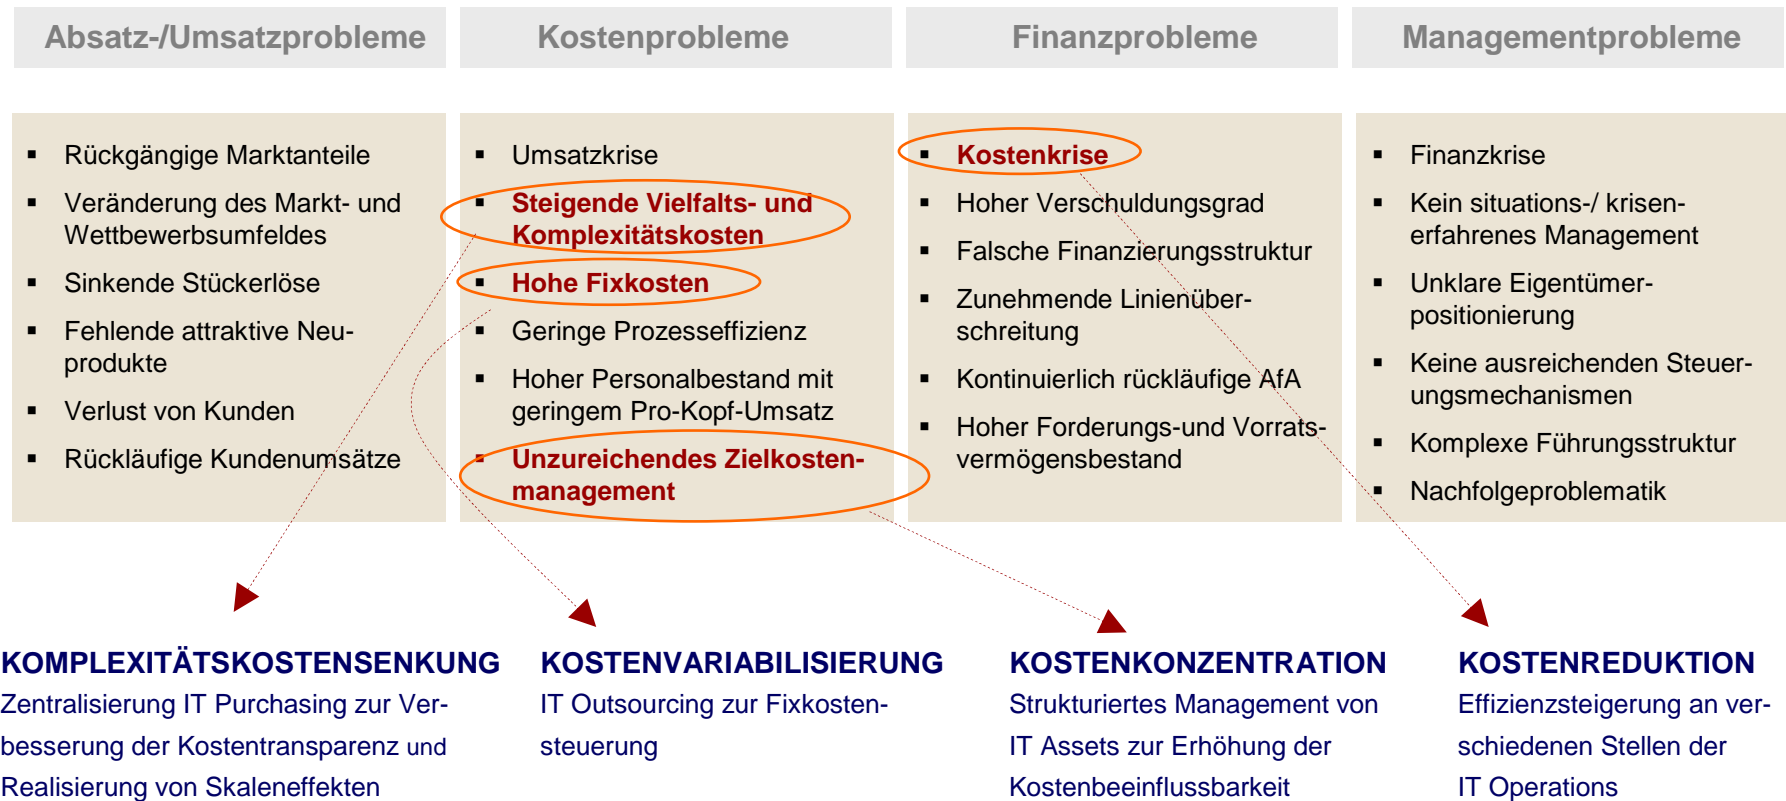 Absatz-/Umsatzprobleme
Rückgängige Marktanteile
Veränderung des Markt- und
Wettbewerbsumfeldes
Sinkende Stückerlöse
Fehlende attraktive Neu-
produkte
Verlust von Kunden
Rückläufige Kundenumsätze
Kostenprobleme
Umsatzkrise
Steigende Vielfalts- und
Komplexitätskosten
Hohe Fixkosten
Geringe Prozesseffizienz
Hoher Personalbestand mit
geringem Pro-Kopf-Umsatz
Unzureichendes Zielkosten-
management
Finanzprobleme
Kostenkrise
Hoher Verschuldungsgrad
Falsche Finanzierungsstruktur
Zunehmende Linienüber-
schreitung
Kontinuierlich rückläufige AfA
Hoher Forderungs-und Vorrats-
vermögensbestand
Managementprobleme
Finanzkrise
Kein situations-/ krisen-
erfahrenes Management
Unklare Eigentümer-
positionierung
Keine ausreichenden Steuer-
ungsmechanismen
Komplexe Führungsstruktur
Nachfolgeproblematik
KOMPLEXITÄTSKOSTENSENKUNG
Zentralisierung IT Purchasing zur Ver-
besserung der Kostentransparenz und
Realisierung von Skaleneffekten
KOSTENVARIABILISIERUNG
IT Outsourcing zur Fixkosten-
steuerung
KOSTENKONZENTRATION
Strukturiertes Management von
IT Assets zur Erhöhung der
Kostenbeeinflussbarkeit
KOSTENREDUKTION
Effizienzsteigerung an ver-
schiedenen Stellen der
IT Operations